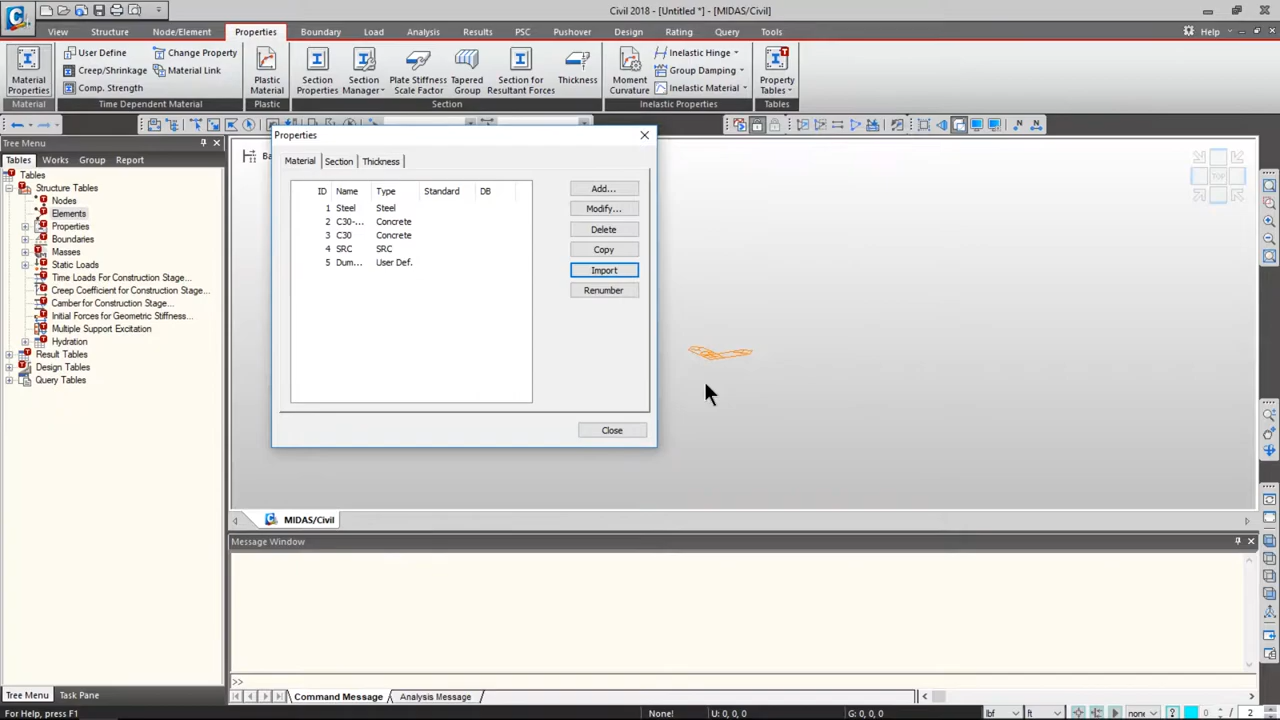 Civil 2018 - [Untitled *] - [MIDAS/Civil]
View Structure Node/Element Properties Boundary Load Analysis Results PSC Pushover Design Rating Query Tools Help
Material Properties
User Define
Creep/Shrinkage
Comp. Strength
Change Property
Material Link
Plastic Material
Section Properties
Section Manager
Plate Stiffness Scale Factor
Tapered Group
Section for Resultant Forces
Thickness
Moment Curvature
Inelastic Hinge
Group Damping
Inelastic Material
Property Tables
Material Time Dependent Material Plastic Section Inelastic Properties Tables
Tree Menu
Tables Works Group Report
Tables
Structure Tables
Nodes
Elements
Properties
Boundaries
Masses
Static Loads
Time Loads For Construction Stage...
Creep Coefficient for Construction Stage...
Camber for Construction Stage...
Initial Forces for Geometric Stiffness...
Multiple Support Excitation
Hydration
Result Tables
Design Tables
Query Tables
Ba
Properties
Material Section Thickness
ID Name Type Standard DB
1 Steel Steel
2 C30-... Concrete
3 C30 Concrete
4 SRC SRC
5 Dum... User Def.
Add...
Modify...
Delete
Copy
Import
Renumber
Close
TOP
MIDAS/Civil
Message Window
>>
Command Message Analysis Message
Tree Menu Task Pane
For Help, press F1
None! U: 0, 0, 0 G: 0, 0, 0 lbf ft none ? 0 / 2